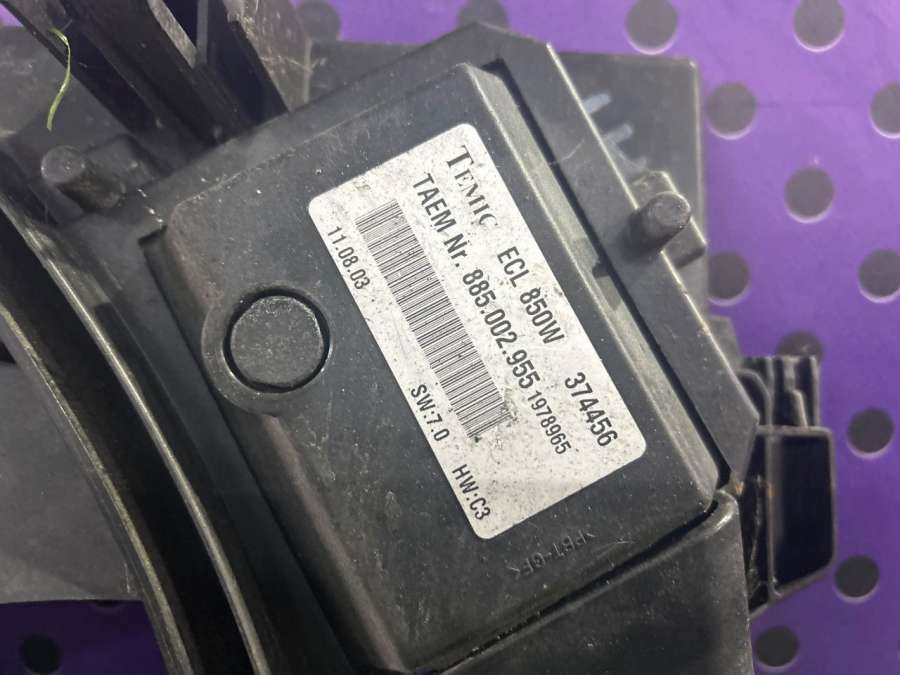 TEMIC ECL 850W 374456
TAEM-Nr. 885.002.955 1978965
11.08.03 SW:7.0 HW:C3